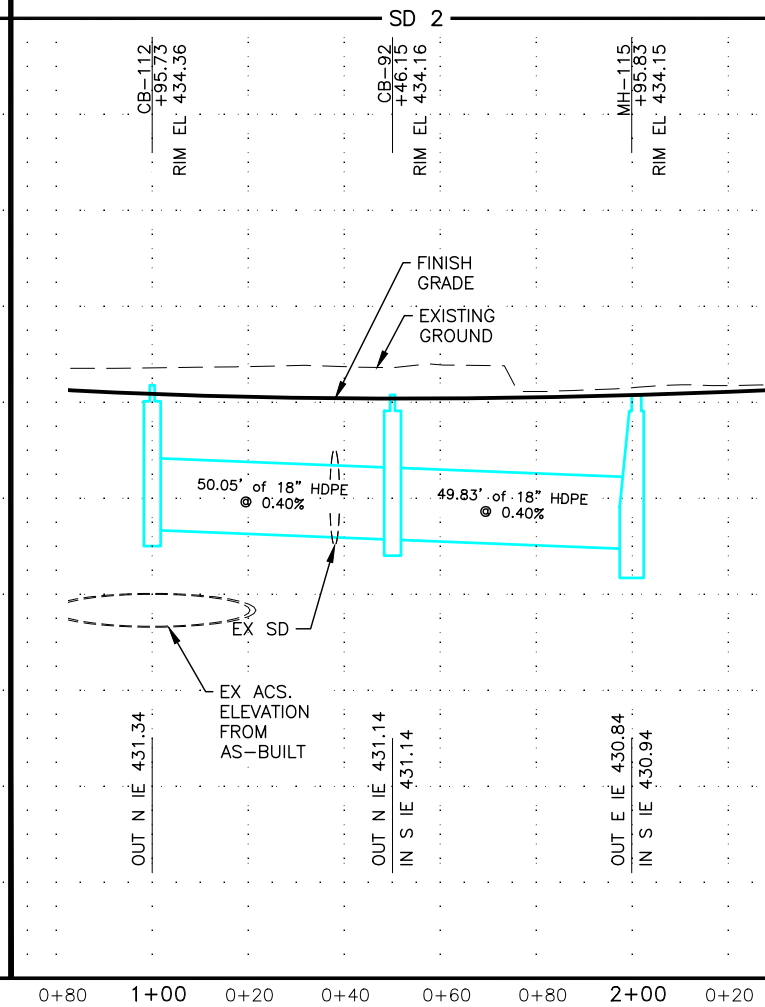 SD 2
CB-112
+95.73
RIM EL 434.36
CB-92
+46.15
RIM EL 434.16
MH-115
+95.83
RIM EL 434.15
FINISH
GRADE
EXISTING
GROUND
50.05' of 18" HDPE
@ 0.40%
49.83' of 18" HDPE
@ 0.40%
EX SD
EX ACS.
ELEVATION
FROM
AS-BUILT
OUT N IE 431.34
OUT N IE 431.14
IN S IE 431.14
OUT E IE 430.84
IN S IE 430.94
0+80 1+00 0+20 0+40 0+60 0+80 2+00 0+20